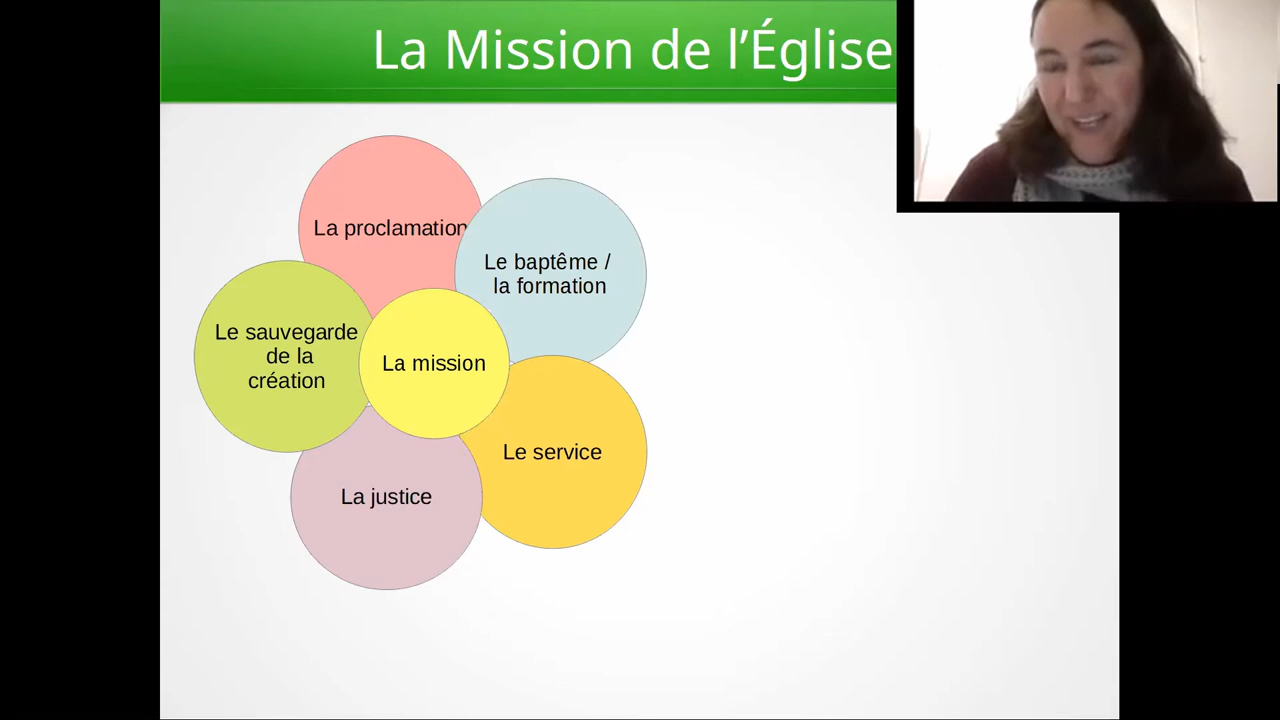 La Mission de l’Église
La proclamation
Le baptême /
la formation
Le sauvegarde
de la
création
La mission
Le service
La justice